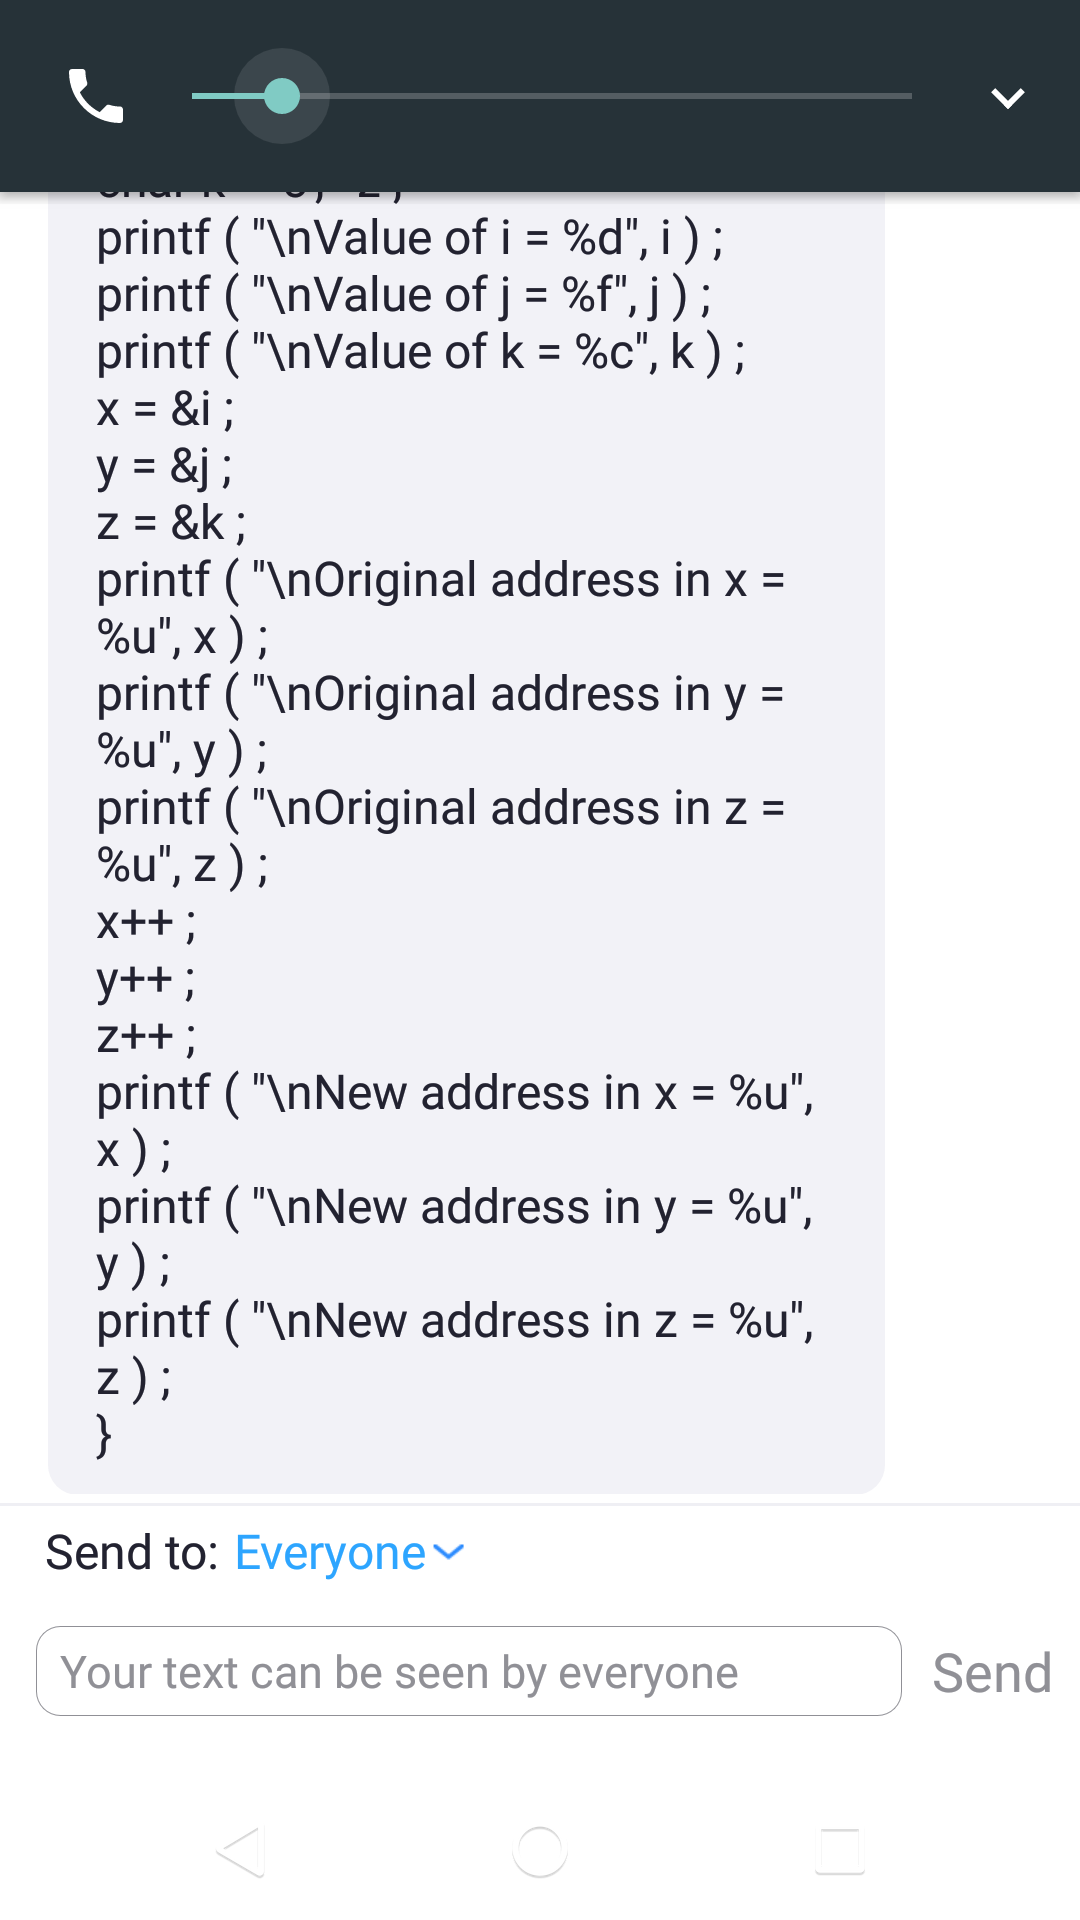 printf ( "\nValue of i = %d", i ) ;
printf ( "\nValue of j = %f", j ) ;
printf ( "\nValue of k = %c", k ) ;
x = &i ;
y = &j ;
z = &k ;
printf ( "\nOriginal address in x =
%u", x ) ;
printf ( "\nOriginal address in y =
%u", y ) ;
printf ( "\nOriginal address in z =
%u", z ) ;
x++ ;
y++ ;
z++ ;
printf ( "\nNew address in x = %u",
x ) ;
printf ( "\nNew address in y = %u",
y ) ;
printf ( "\nNew address in z = %u",
z ) ;
}
Send to: Everyone
Your text can be seen by everyone
Send